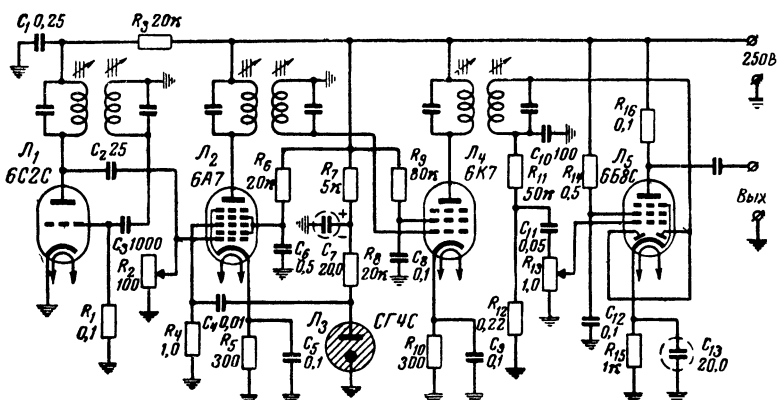 C₁ 0,25
R₃ 20к
250В
Л₁
6С2С
C₂ 25
C₃ 1000
R₂
100
R₁
0,1
Л₂
6А7
R₆
20к
R₇
5к
+
C₆
0,5
C₇
20,0
R₈
20к
R₄
1,0
C₄ 0,01
R₅
300
C₅
0,1
Л₃
СГ4С
R₉
80к
Л₄
6К7
C₈
0,1
R₁₀
300
C₉
0,1
C₁₀ 100
R₁₁
50к
R₁₄
0,5
C₁₁
0,05
R₁₃
1,0
R₁₂
0,22
R₁₆
0,1
Л₅
6Б8С
Вых
C₁₂
0,1
R₁₅
1к
C₁₃
20,0